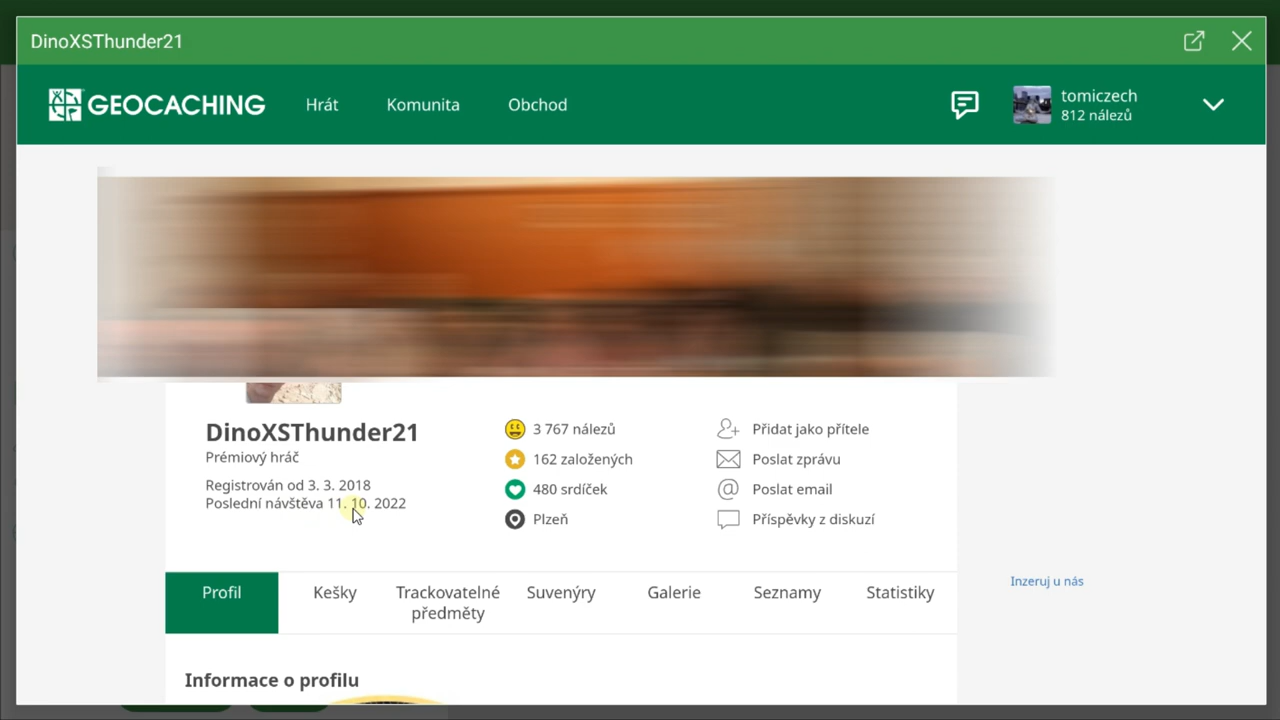 DinoXSThunder21
GEOCACHING
Hrát
Komunita
Obchod
tomiczech
812 nálezů
DinoXSThunder21
Prémiový hráč
Registrován od 3. 3. 2018
Poslední návštěva 11. 10. 2022
3 767 nálezů
162 založených
480 srdíček
Plzeň
Přidat jako přítele
Poslat zprávu
Poslat email
Příspěvky z diskuzí
Inzeruj u nás
Profil
Kešky
Trackovatelné
předměty
Suvenýry
Galerie
Seznamy
Statistiky
Informace o profilu